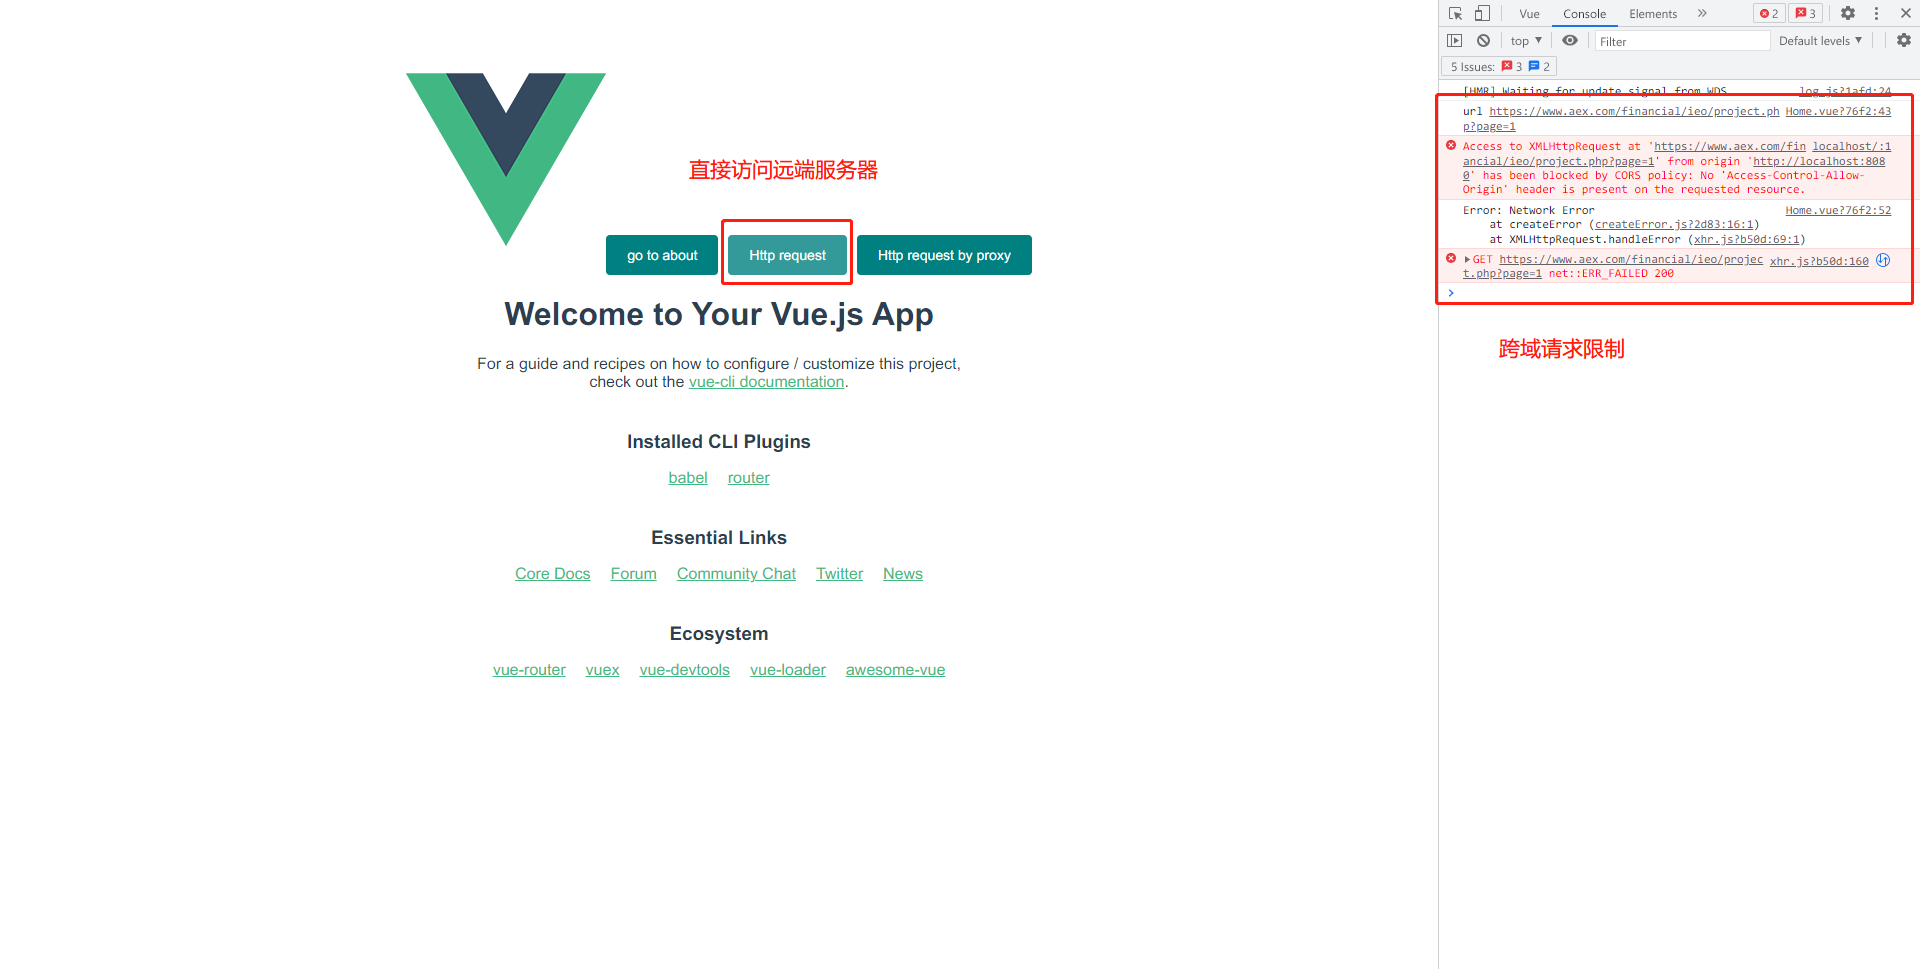 直接访问远端服务器
go to about
Http request
Http request by proxy
Welcome to Your Vue.js App
For a guide and recipes on how to configure / customize this project,
check out the vue-cli documentation.
Installed CLI Plugins
babel router
Essential Links
Core Docs Forum Community Chat Twitter News
Ecosystem
vue-router vuex vue-devtools vue-loader awesome-vue
Vue Console Elements 2 3
top Filter Default levels
5 Issues: 3 2
[HMR] Waiting for update signal from WDS... log.js?1afd:24
url https://www.aex.com/financial/ieo/project.ph Home.vue?76f2:43
p?page=1
Access to XMLHttpRequest at 'https://www.aex.com/fin localhost/:1
ancial/ieo/project.php?page=1' from origin 'http://localhost:808
0' has been blocked by CORS policy: No 'Access-Control-Allow-
Origin' header is present on the requested resource.
Error: Network Error Home.vue?76f2:52
at createError (createError.js?2d83:16:1)
at XMLHttpRequest.handleError (xhr.js?b50d:69:1)
GET https://www.aex.com/financial/ieo/projec xhr.js?b50d:160
t.php?page=1 net::ERR_FAILED 200
跨域请求限制